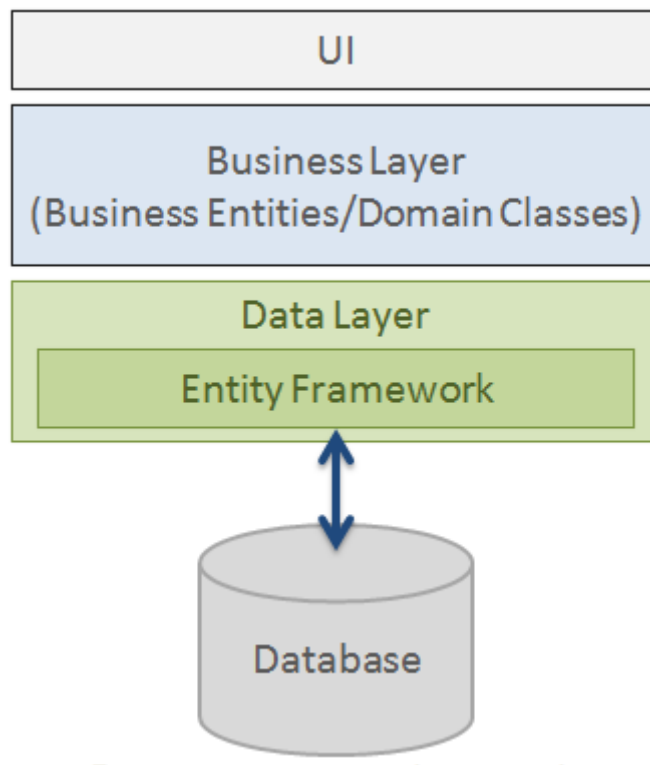 UI
Business Layer
(Business Entities/Domain Classes)
Data Layer
Entity Framework
Database